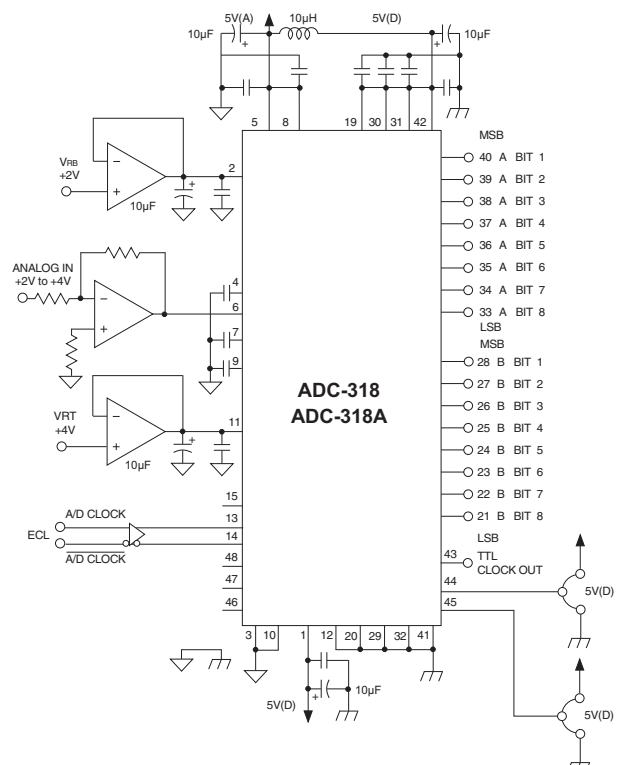 5V(A) 10µH 5V(D)
10µF + + 10µF
5 8 19 30 31 42
MSB
VRB
+2V
− + + 10µF 2
40 A BIT 1
39 A BIT 2
38 A BIT 3
37 A BIT 4
36 A BIT 5
35 A BIT 6
34 A BIT 7
33 A BIT 8
LSB
ANALOG IN
+2V to +4V
− +
4
6
7
9
MSB
28 B BIT 1
27 B BIT 2
26 B BIT 3
25 B BIT 4
24 B BIT 5
23 B BIT 6
22 B BIT 7
21 B BIT 8
LSB
ADC-318
ADC-318A
VRT
+4V
− + + 10µF 11
15
A/D CLOCK 13
ECL
A/D CLOCK 14
48
47
46
43 TTL
CLOCK OUT
44
45
5V(D)
5V(D)
3 10 1 12 20 29 32 41
+ 10µF
5V(D)